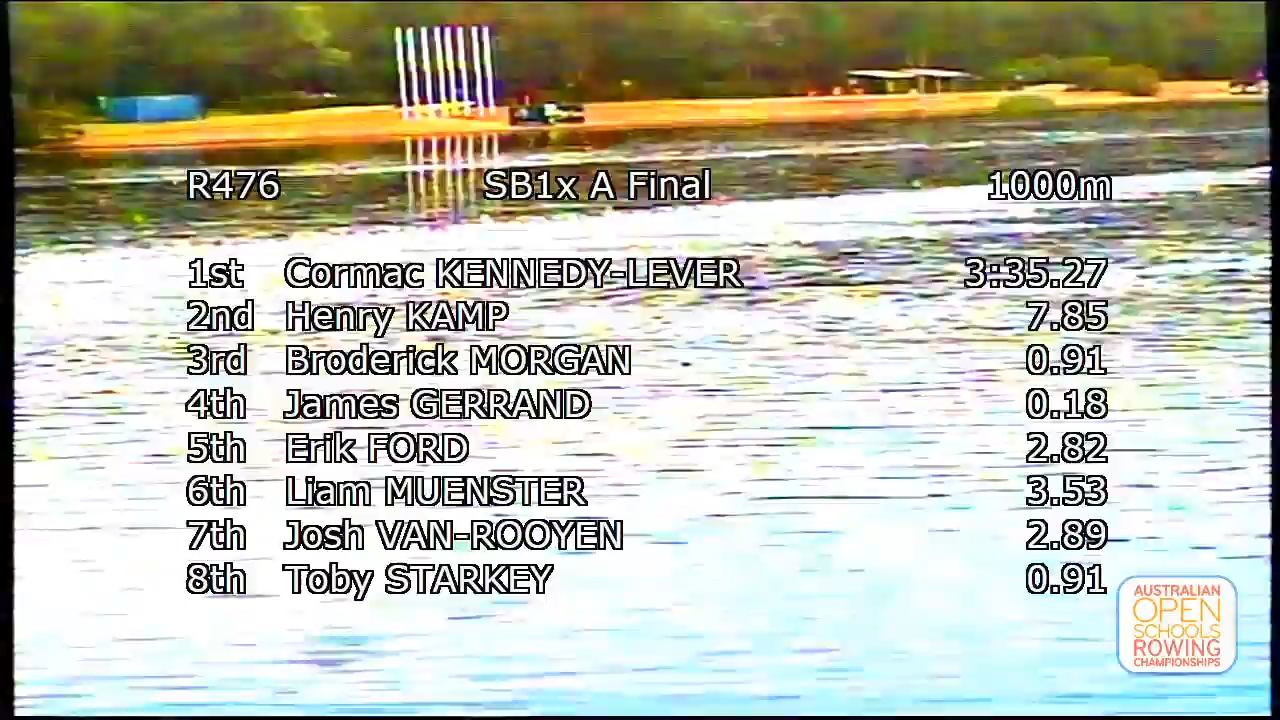 R476 SB1x A Final 1000m
1st Cormac KENNEDY-LEVER 3:35.27
2nd Henry KAMP 7.85
3rd Broderick MORGAN 0.91
4th James GERRAND 0.18
5th Erik FORD 2.82
6th Liam MUENSTER 3.53
7th Josh VAN-ROOYEN 2.89
8th Toby STARKEY 0.91
AUSTRALIAN
OPEN
SCHOOLS
ROWING
CHAMPIONSHIPS